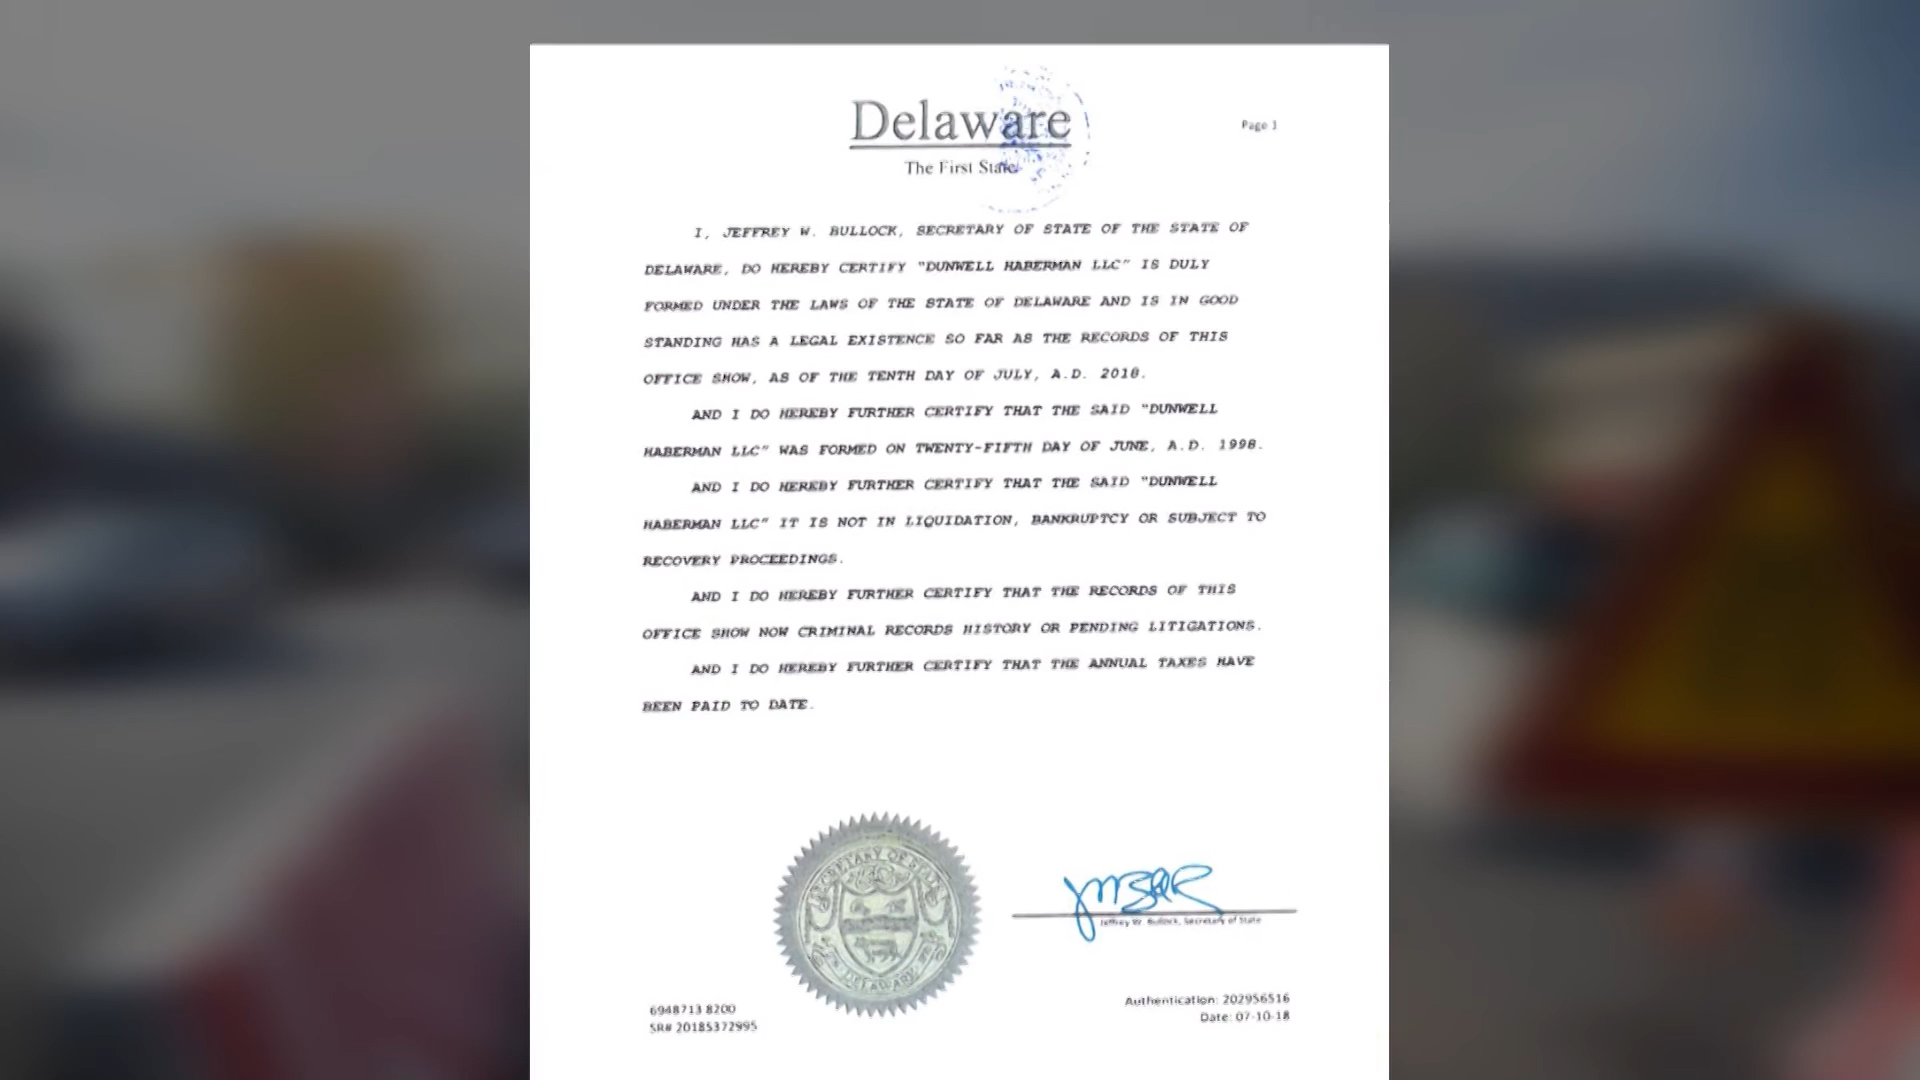 Delaware
Page 1
The First State
I, JEFFREY W. BULLOCK, SECRETARY OF STATE OF THE STATE OF
DELAWARE, DO HEREBY CERTIFY "DUNWELL HABERMAN LLC" IS DULY
FORMED UNDER THE LAWS OF THE STATE OF DELAWARE AND IS IN GOOD
STANDING HAS A LEGAL EXISTENCE SO FAR AS THE RECORDS OF THIS
OFFICE SHOW, AS OF THE TENTH DAY OF JULY, A.D. 2018.
AND I DO HEREBY FURTHER CERTIFY THAT THE SAID "DUNWELL
HABERMAN LLC" WAS FORMED ON TWENTY-FIFTH DAY OF JUNE, A.D. 1998.
AND I DO HEREBY FURTHER CERTIFY THAT THE SAID "DUNWELL
HABERMAN LLC" IT IS NOT IN LIQUIDATION, BANKRUPTCY OR SUBJECT TO
RECOVERY PROCEEDINGS.
AND I DO HEREBY FURTHER CERTIFY THAT THE RECORDS OF THIS
OFFICE SHOW NOW CRIMINAL RECORDS HISTORY OR PENDING LITIGATIONS.
AND I DO HEREBY FURTHER CERTIFY THAT THE ANNUAL TAXES HAVE
BEEN PAID TO DATE.
SECRETARY OF STATE
DELAWARE
Jeffrey W. Bullock, Secretary of State
6948713 8200
SR# 20185372995
Authentication: 202956516
Date: 07-10-18